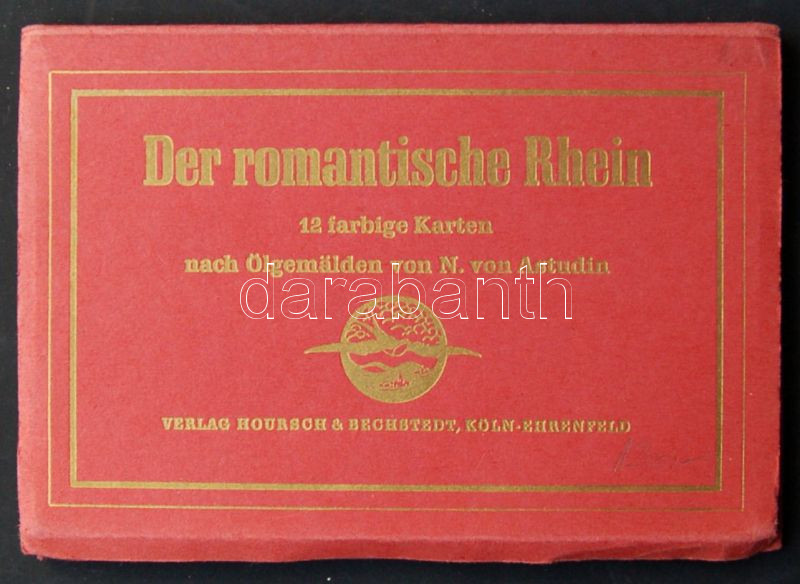 Der romantische Rhein
12 farbige Karten
nach Ölgemälden von N. von Astudin
darabanth
VERLAG HOURSCH & BECHSTEDT, KÖLN-EHRENFELD